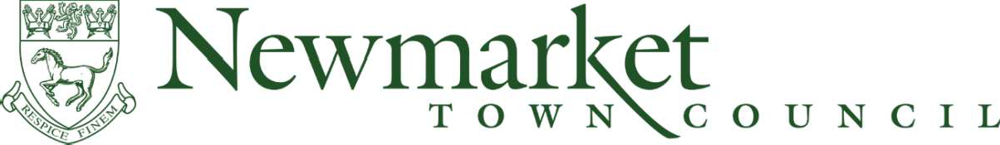 Newmarket
TOWN COUNCIL
RESPICE FINEM